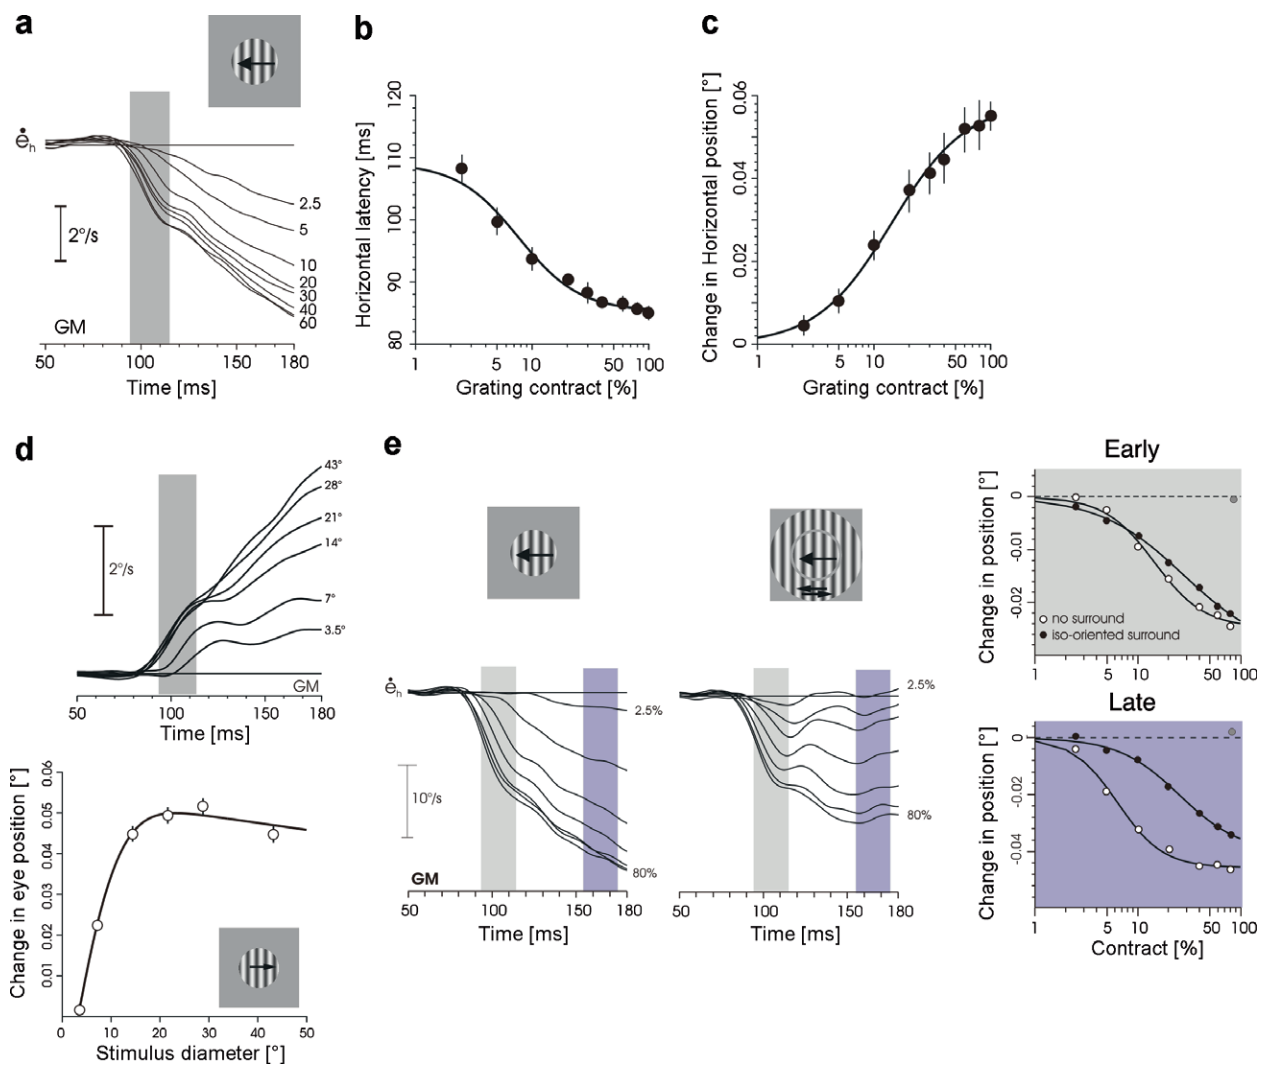 a
ėh
2°/s
GM
2.5
5
10
20
30
40
60
50
100
150
180
Time [ms]
b
Horizontal latency [ms]
120
110
100
90
80
1
5
10
50
100
Grating contract [%]
c
Change in Horizontal position [°]
0.06
0.04
0.02
0
1
5
10
50
100
Grating contract [%]
d
2°/s
43°
28°
21°
14°
7°
3.5°
GM
50
100
150
180
Time [ms]
Change in eye position [°]
0.06
0.05
0.04
0.03
0.02
0.01
0
10
20
30
40
50
Stimulus diameter [°]
e
ėh
10°/s
GM
2.5%
80%
50
100
150
180
Time [ms]
2.5%
80%
50
100
150
180
Time [ms]
Early
Change in position [°]
0
-0.01
-0.02
no surround
iso-oriented surround
1
5
10
50
100
Late
Change in position [°]
0
-0.02
-0.04
1
5
10
50
100
Contract [%]